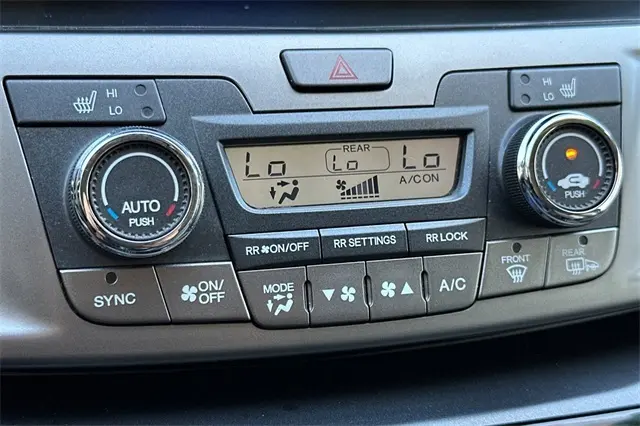 HI
LO
HI
LO
REAR
Lo Lo Lo
A/CON
AUTO
PUSH
PUSH
RR ON/OFF
RR SETTINGS
RR LOCK
SYNC
ON/
OFF
MODE
A/C
FRONT
REAR